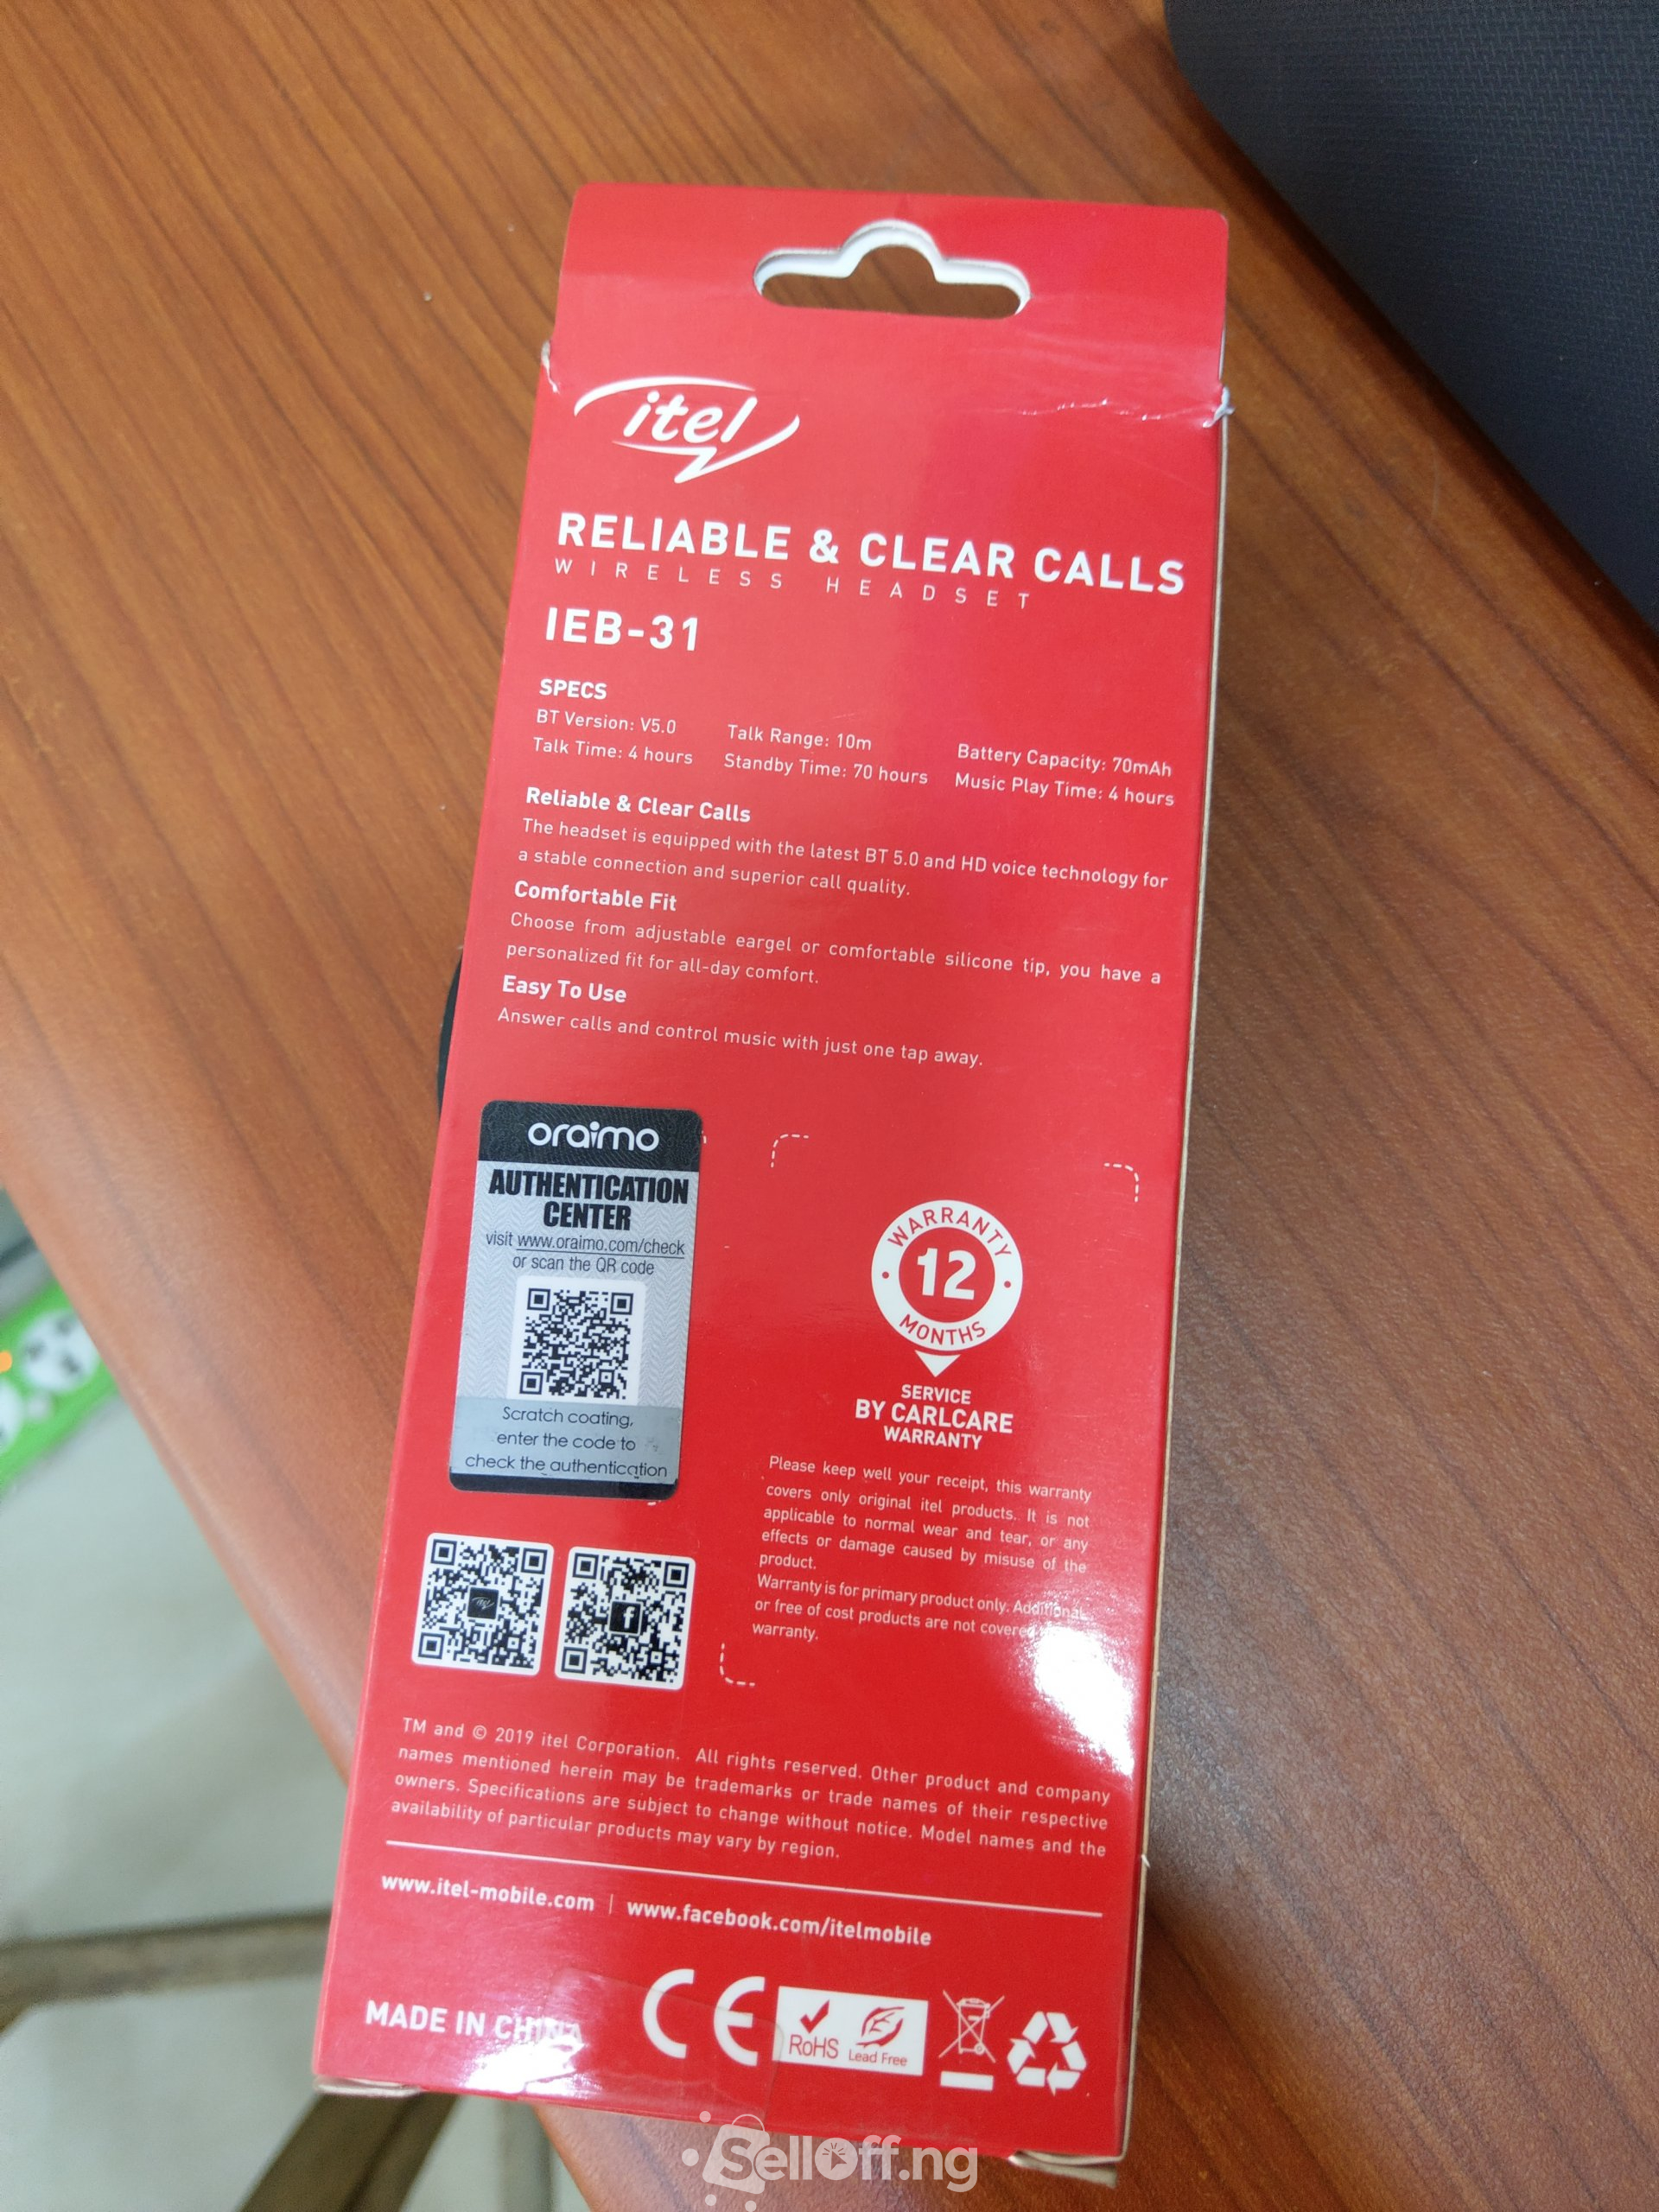 itel
RELIABLE & CLEAR CALLS
WIRELESS HEADSET
IEB-31
SPECS
BT Version: V5.0 Talk Range: 10m Battery Capacity: 70mAh
Talk Time: 4 hours Standby Time: 70 hours Music Play Time: 4 hours
Reliable & Clear Calls
The headset is equipped with the latest BT 5.0 and HD voice technology for
a stable connection and superior call quality.
Comfortable Fit
Choose from adjustable eargel or comfortable silicone tip, you have a
personalized fit for all-day comfort.
Easy To Use
Answer calls and control music with just one tap away.
oraimo
AUTHENTICATION
CENTER
visit www.oraimo.com/check
or scan the QR code
Scratch coating,
enter the code to
check the authentication
WARRANTY
12
MONTHS
SERVICE
BY CARLCARE
WARRANTY
Please keep well your receipt, this warranty
covers only original itel products. It is not
applicable to normal wear and tear, or any
effects or damage caused by misuse of the
product.
Warranty is for primary product only. Additional
or free of cost products are not covered
warranty.
TM and © 2019 itel Corporation. All rights reserved. Other product and company
names mentioned herein may be trademarks or trade names of their respective
owners. Specifications are subject to change without notice. Model names and the
availability of particular products may vary by region.
www.itel-mobile.com | www.facebook.com/itelmobile
MADE IN CHINA
CE
RoHS Lead Free
SellOff.ng